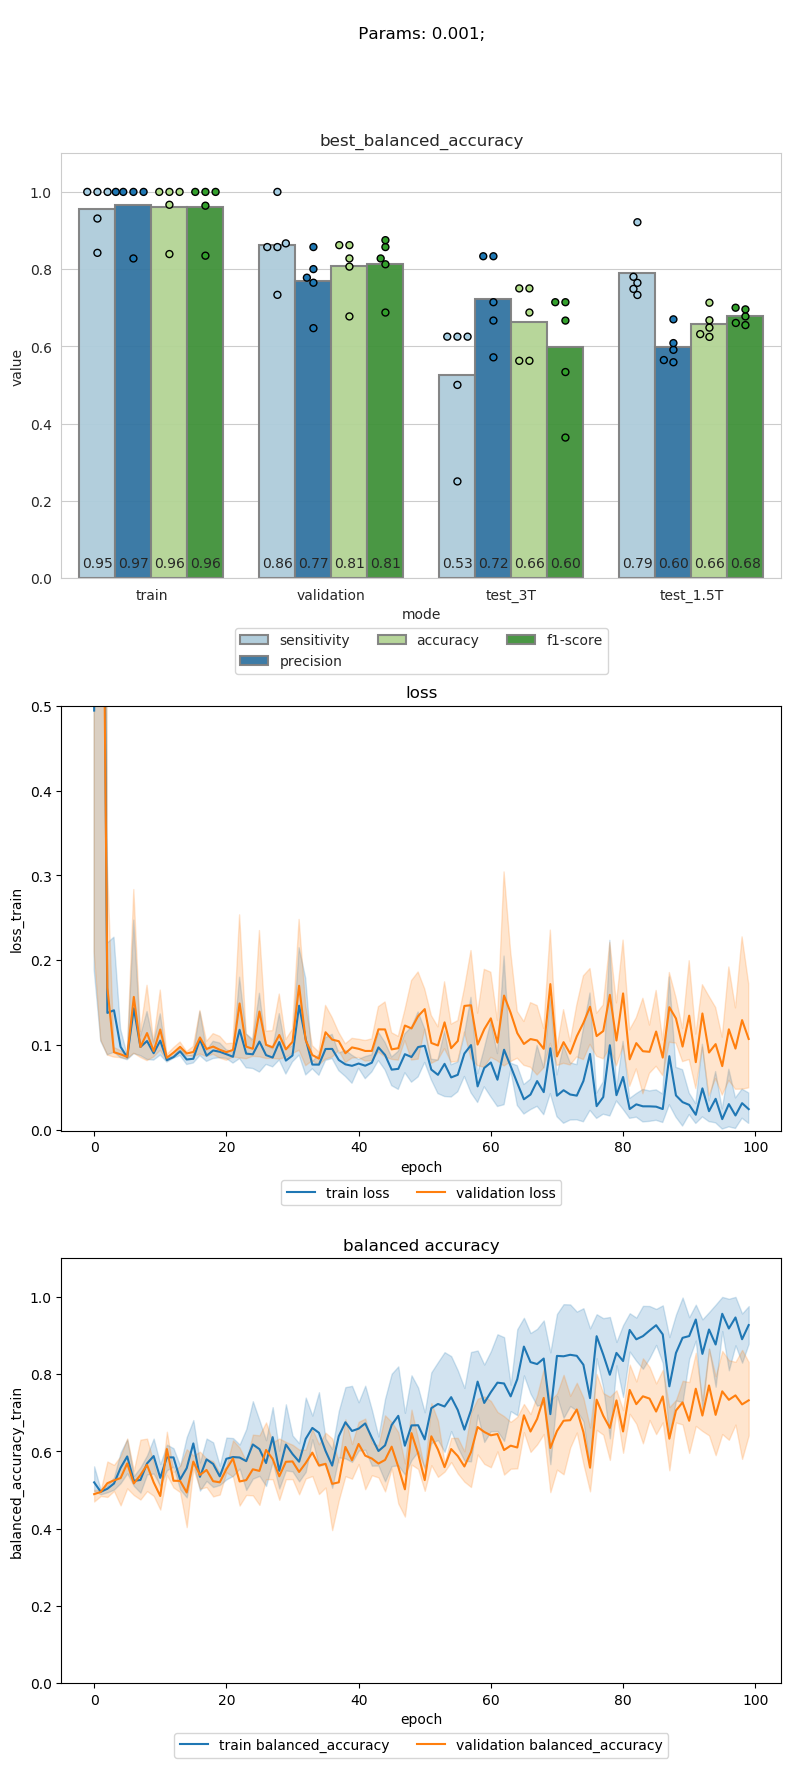 Params: 0.001;
best_balanced_accuracy
value
1.0
0.8
0.6
0.4
0.2
0.0
0.95 0.97 0.96 0.96 0.86 0.77 0.81 0.81 0.53 0.72 0.66 0.60 0.79 0.60 0.66 0.68
train validation test_3T test_1.5T
mode
sensitivity accuracy f1-score
precision
loss
loss_train
0.5
0.4
0.3
0.2
0.1
0.0
0 20 40 60 80 100
epoch
train loss validation loss
balanced accuracy
balanced_accuracy_train
1.0
0.8
0.6
0.4
0.2
0.0
0 20 40 60 80 100
epoch
train balanced_accuracy validation balanced_accuracy